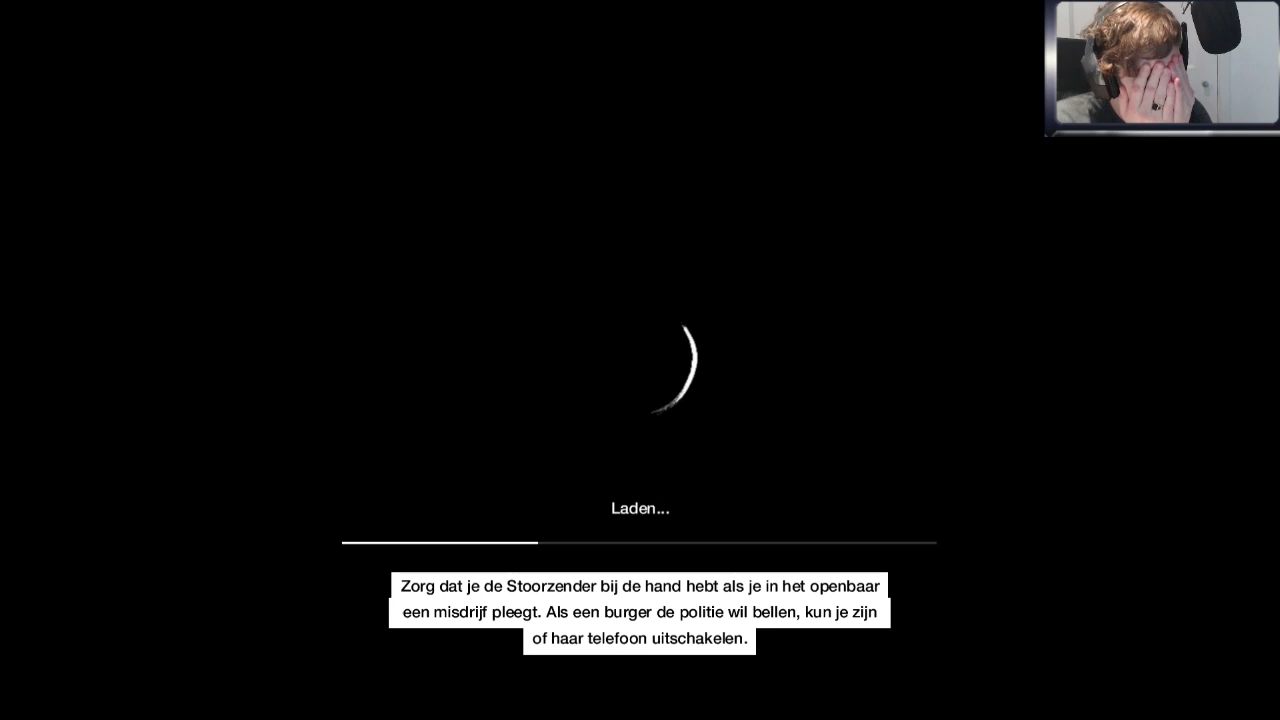 Laden...
Zorg dat je de Stoorzender bij de hand hebt als je in het openbaar
een misdrijf pleegt. Als een burger de politie wil bellen, kun je zijn
of haar telefoon uitschakelen.